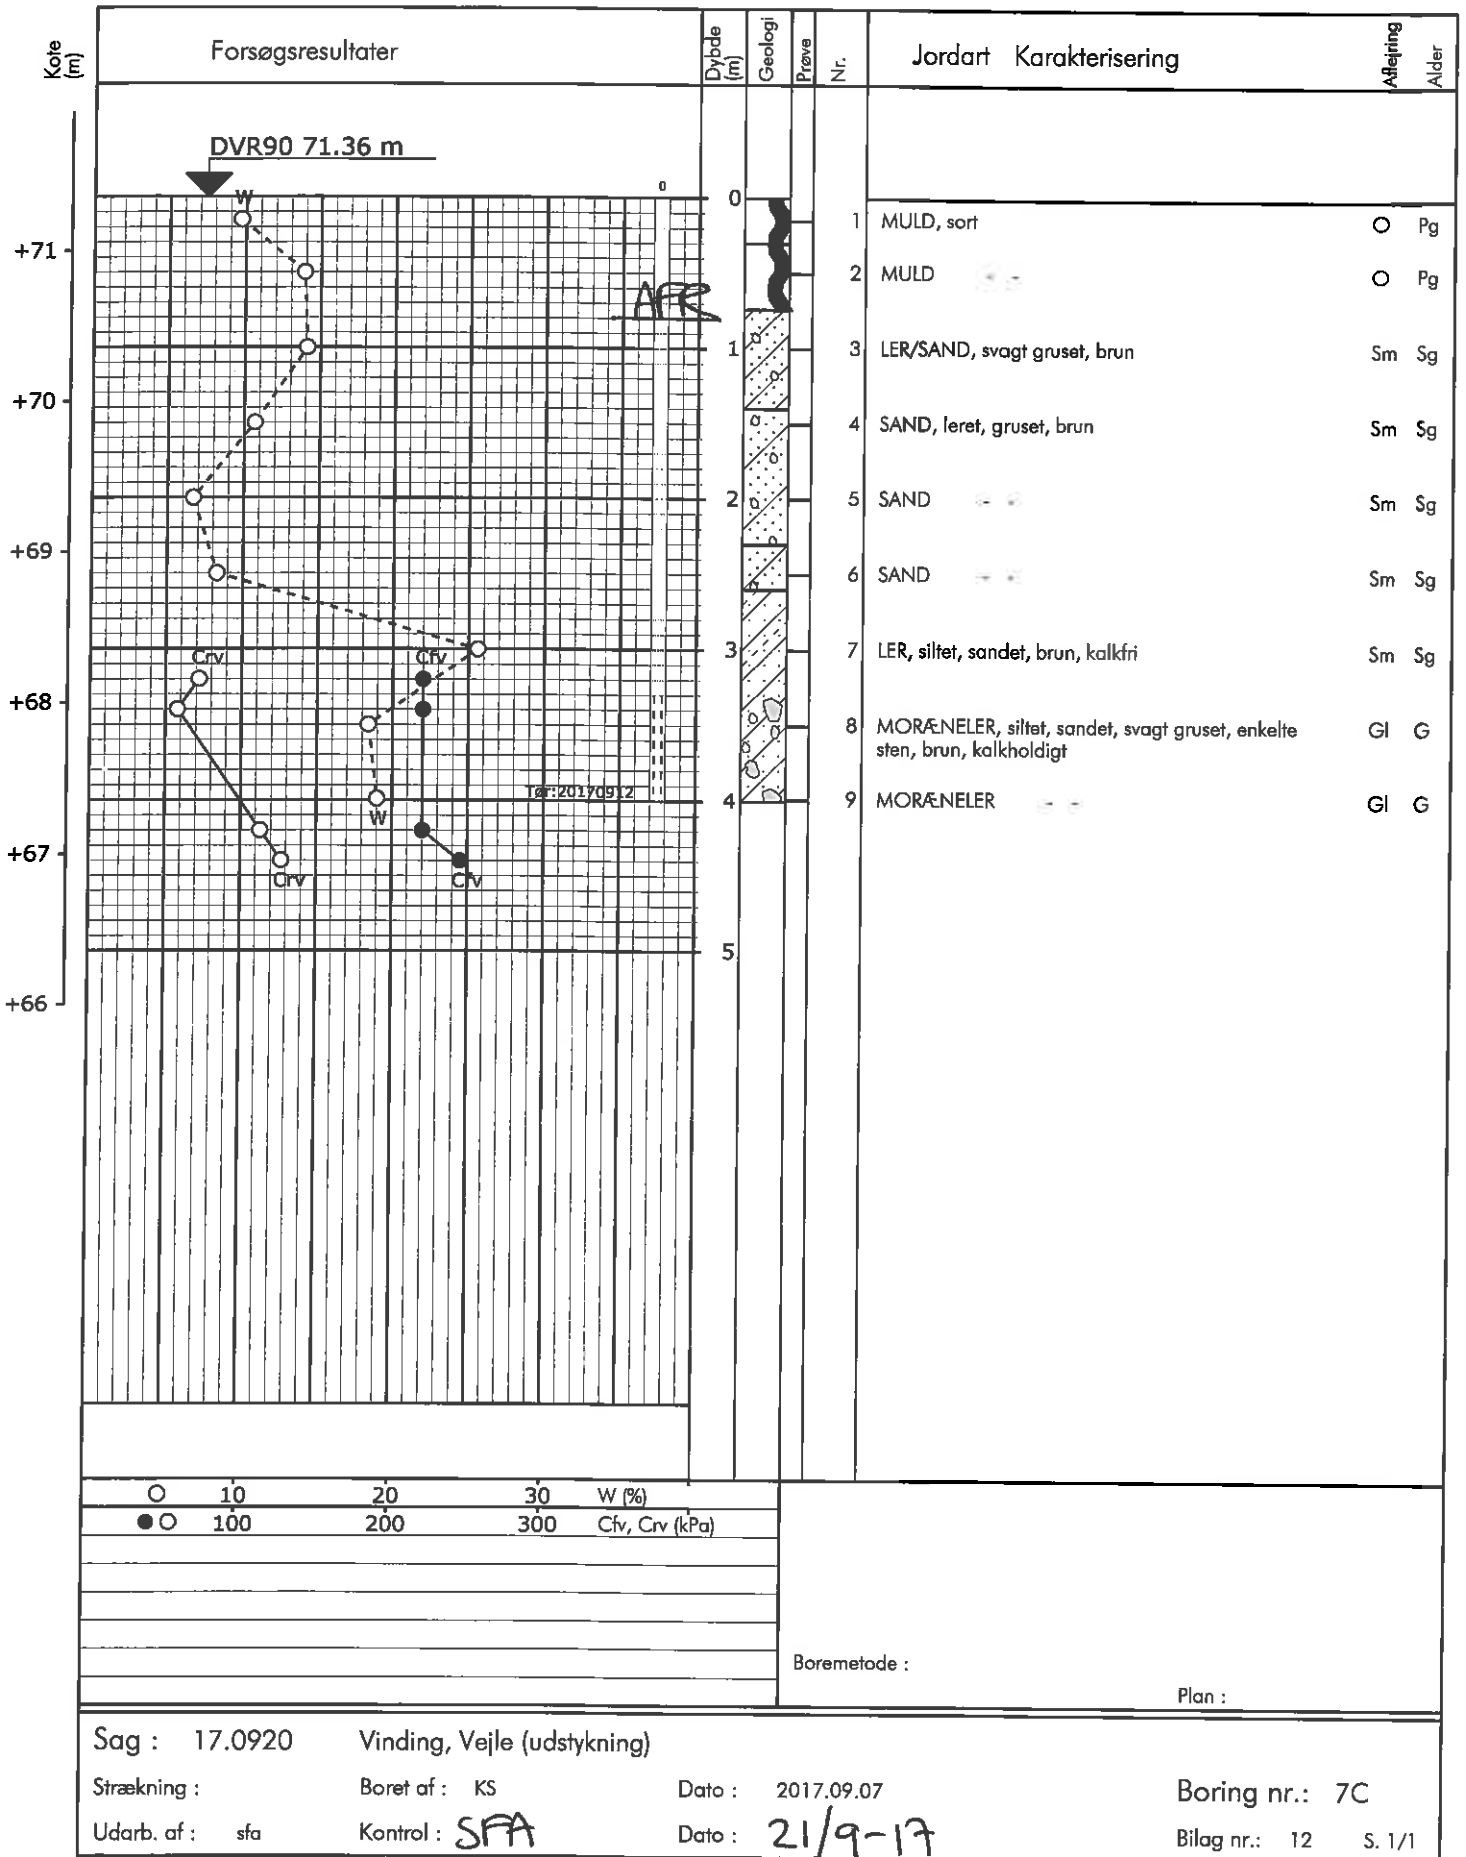 Kote (m)
Forsøgsresultater
Dybde (m)
Geologi
Prøve
Nr.
Jordart Karakterisering
Aflejring
Alder
DVR90 71.36 m
W
0
0
1 MULD, sort O Pg
+71
2 MULD - - O Pg
AFR
1
3 LER/SAND, svagt gruset, brun Sm Sg
+70
4 SAND, leret, gruset, brun Sm Sg
2
5 SAND - - Sm Sg
+69
6 SAND - - Sm Sg
Crv Cfv
3
7 LER, siltet, sandet, brun, kalkfri Sm Sg
+68
8 MORÆNELER, siltet, sandet, svagt gruset, enkelte Gl G
sten, brun, kalkholdigt
Tør:20170912
4
9 MORÆNELER - - Gl G
W
+67
Crv Cfv
5
+66
10 20 30 W (%)
100 200 300 Cfv, Crv (kPa)
Boremetode :
Plan :
Sag : 17.0920 Vinding, Vejle (udstykning)
Strækning : Boret af : KS Dato : 2017.09.07 Boring nr.: 7C
Udarb. af : sfa Kontrol : SFA Dato : 21/9-17 Bilag nr.: 12 S. 1/1